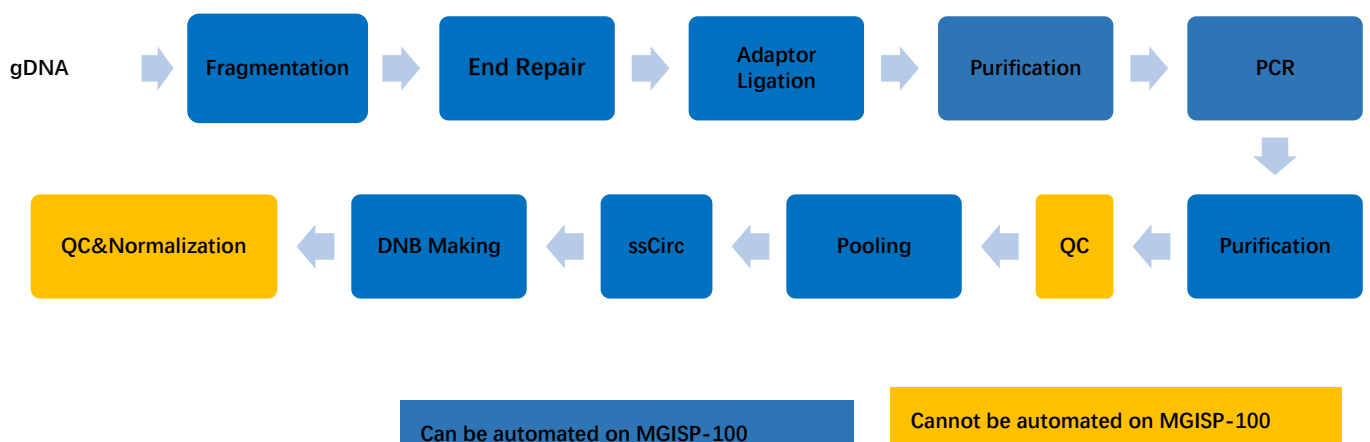 gDNA
Fragmentation
End Repair
Adaptor
Ligation
Purification
PCR
QC&Normalization
DNB Making
ssCirc
Pooling
QC
Purification
Can be automated on MGISP-100
Cannot be automated on MGISP-100